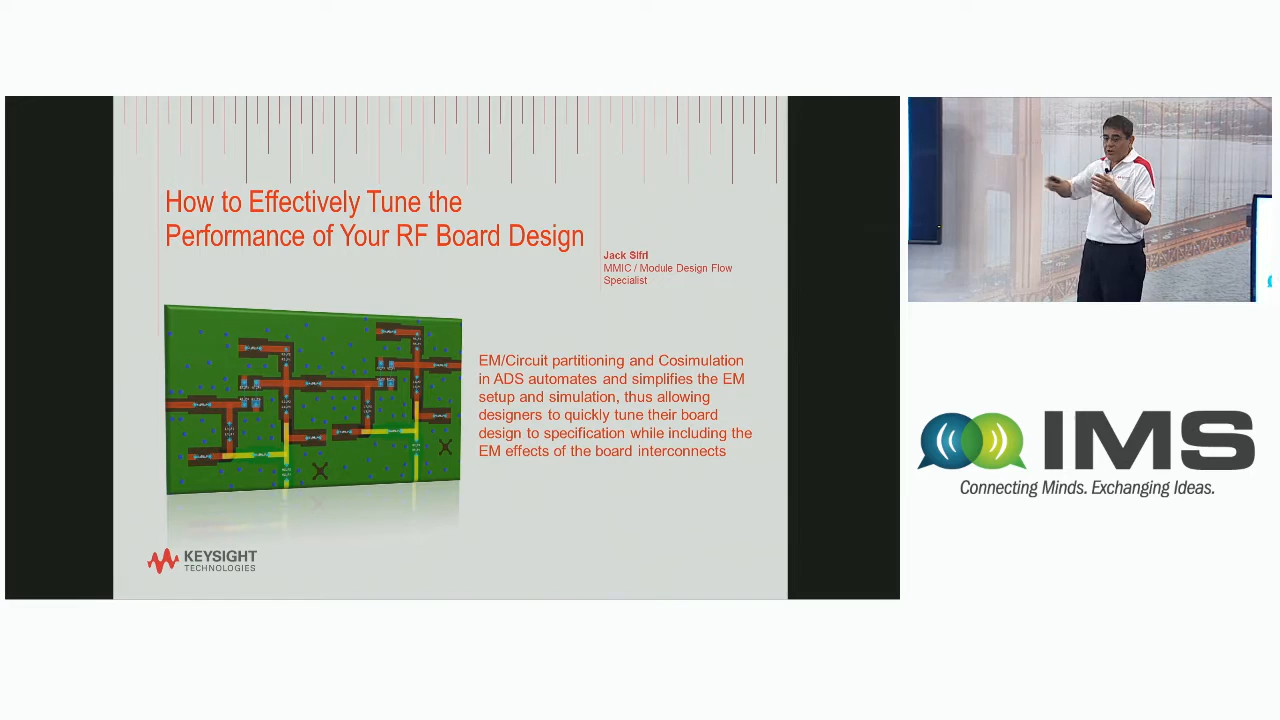 How to Effectively Tune the
Performance of Your RF Board Design
Jack Sifri
MMIC / Module Design Flow
Specialist
EM/Circuit partitioning and Cosimulation
in ADS automates and simplifies the EM
setup and simulation, thus allowing
designers to quickly tune their board
design to specification while including the
EM effects of the board interconnects
KEYSIGHT
TECHNOLOGIES
IMS
Connecting Minds. Exchanging Ideas.